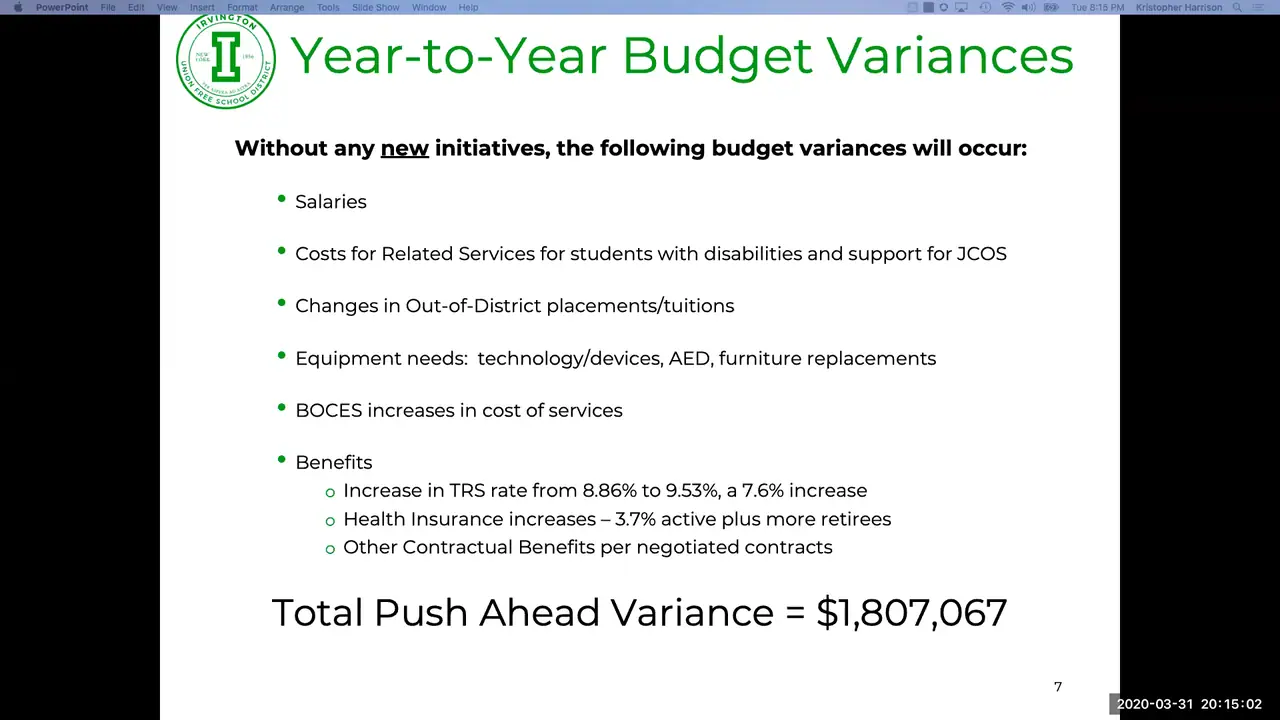 PowerPoint File Edit View Insert Format Arrange Tools Slide Show Window Help Tue 8:15 PM Kristopher Harrison
IRVINGTON
NEW YORK
1956
UNION FREE SCHOOL DISTRICT
Year-to-Year Budget Variances
Without any new initiatives, the following budget variances will occur:
• Salaries
• Costs for Related Services for students with disabilities and support for JCOS
• Changes in Out-of-District placements/tuitions
• Equipment needs: technology/devices, AED, furniture replacements
• BOCES increases in cost of services
• Benefits
o Increase in TRS rate from 8.86% to 9.53%, a 7.6% increase
o Health Insurance increases – 3.7% active plus more retirees
o Other Contractual Benefits per negotiated contracts
Total Push Ahead Variance = $1,807,067
7
2020-03-31 20:15:02